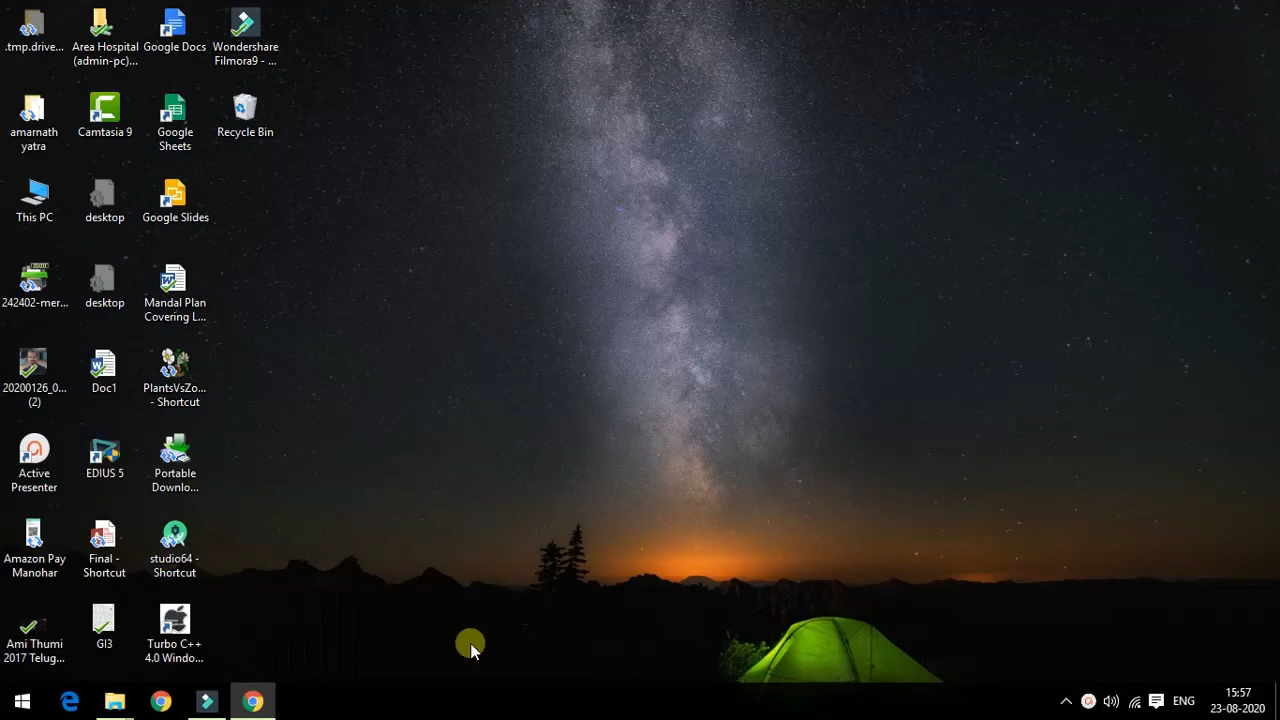 .tmp.drive...
Area Hospital
(admin-pc)...
Google Docs
Wondershare
Filmora9 - ...
amarnath
yatra
Camtasia 9
Google
Sheets
Recycle Bin
This PC
desktop
Google Slides
242402-mer...
desktop
Mandal Plan
Covering L...
20200126_0...
(2)
Doc1
PlantsVsZo...
- Shortcut
Active
Presenter
EDIUS 5
Portable
Downlo...
Amazon Pay
Manohar
Final -
Shortcut
studio64 -
Shortcut
Ami Thumi
2017 Telug...
GI3
Turbo C++
4.0 Windo...
ENG
15:57
23-08-2020